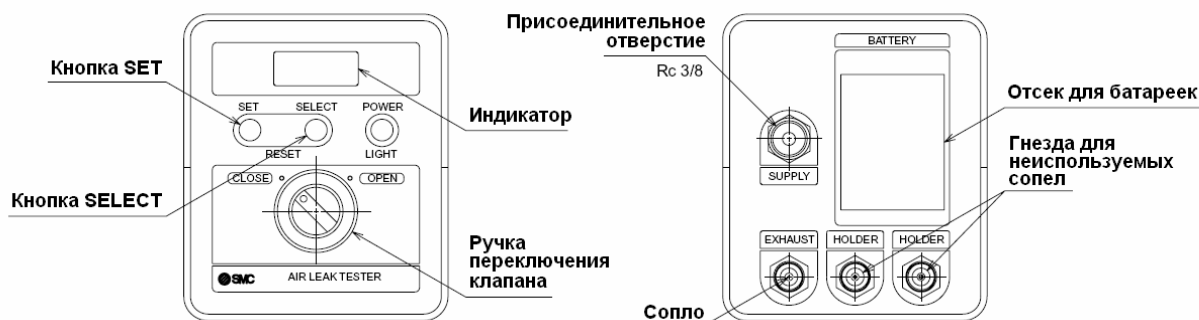 Кнопка SET
Кнопка SELECT
SET
SELECT
POWER
RESET
LIGHT
CLOSE
OPEN
SMC
AIR LEAK TESTER
Индикатор
Ручка
переключения
клапана
Присоединительное
отверстие
Rc 3/8
BATTERY
SUPPLY
EXHAUST
HOLDER
HOLDER
Отсек для батареек
Гнезда для
неиспользуемых
сопел
Сопло